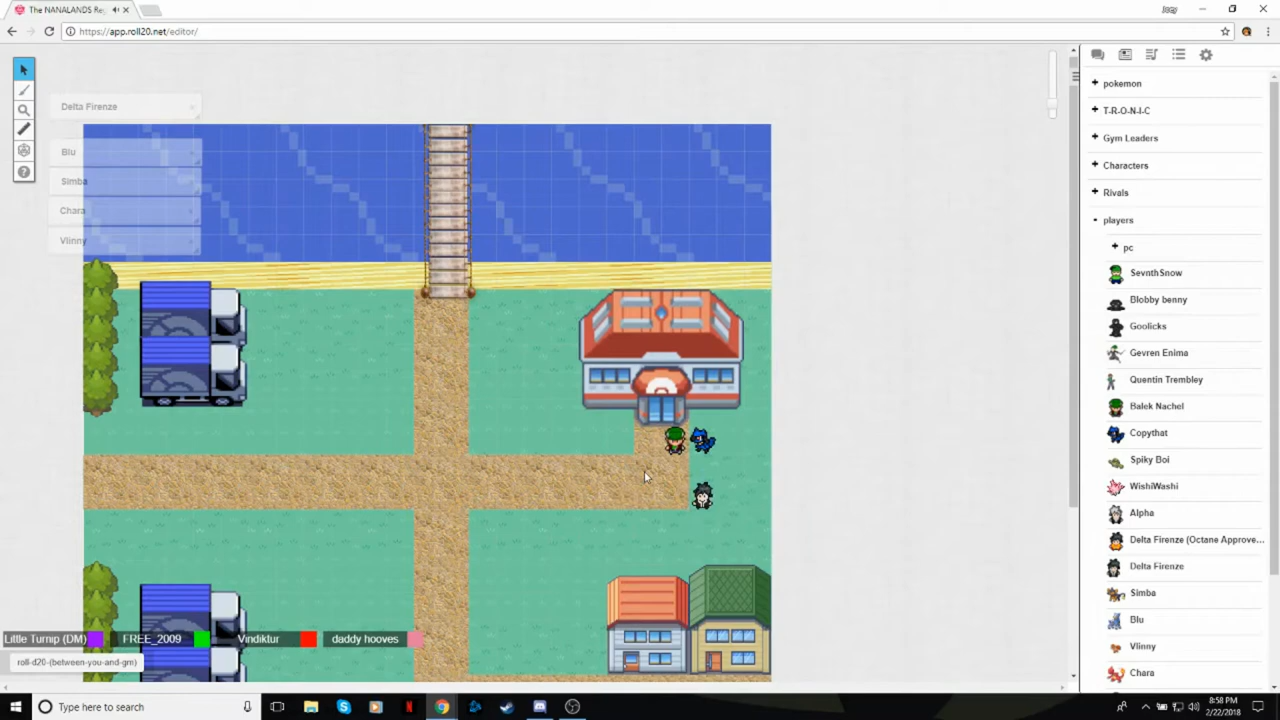 The NANALANDS Re
Joey
https://app.roll20.net/editor/
Delta Firenze
Blu
Simba
Chara
Vlinny
pokemon
T-R-O-N-I-C
Gym Leaders
Characters
Rivals
players
pc
SevnthSnow
Blobby benny
Goolicks
Gevren Enima
Quentin Trembley
Balek Nachel
Copythat
Spiky Boi
WishiWashi
Alpha
Delta Firenze (Octane Approve...
Delta Firenze
Simba
Blu
Vlinny
Chara
Little Turnip (DM)
FREE_2009
Vindiktur
daddy hooves
roll-d20-(between-you-and-gm)
Type here to search
8:58 PM
2/22/2018